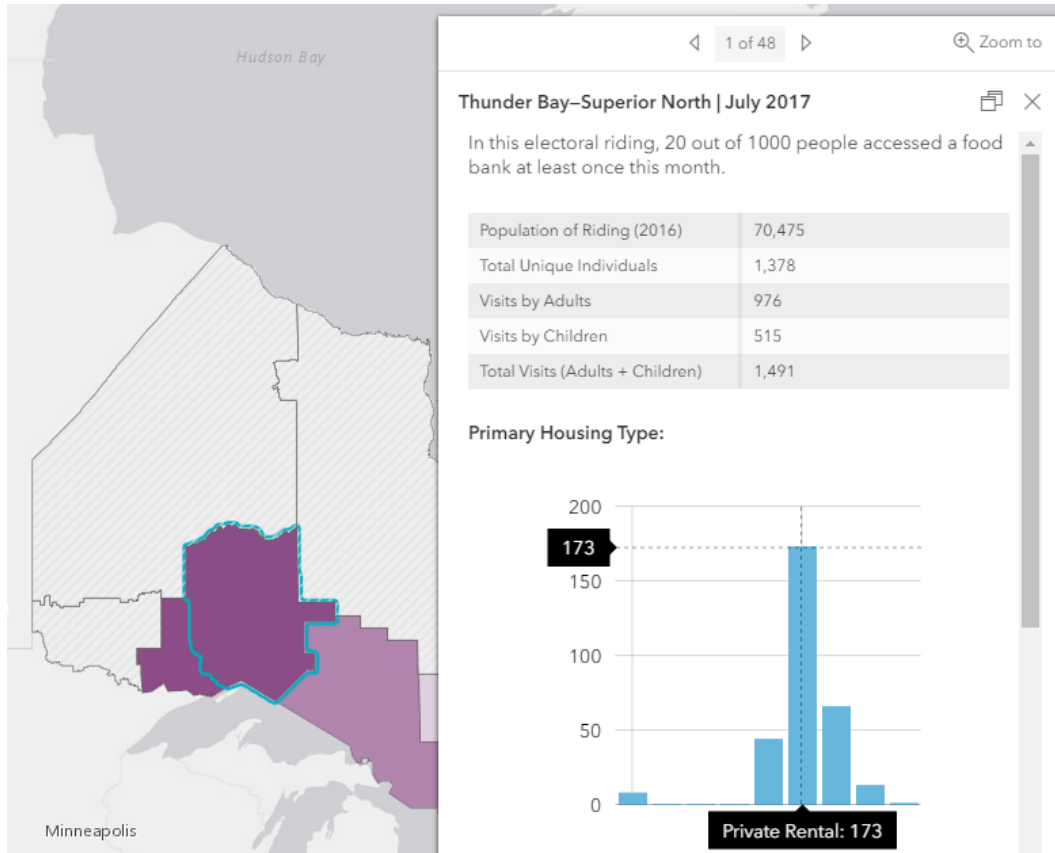 Hudson Bay
Minneapolis
1 of 48
Zoom to
Thunder Bay–Superior North | July 2017
In this electoral riding, 20 out of 1000 people accessed a food
bank at least once this month.
Population of Riding (2016) 70,475
Total Unique Individuals 1,378
Visits by Adults 976
Visits by Children 515
Total Visits (Adults + Children) 1,491
Primary Housing Type:
200
173
150
100
50
0
Private Rental: 173